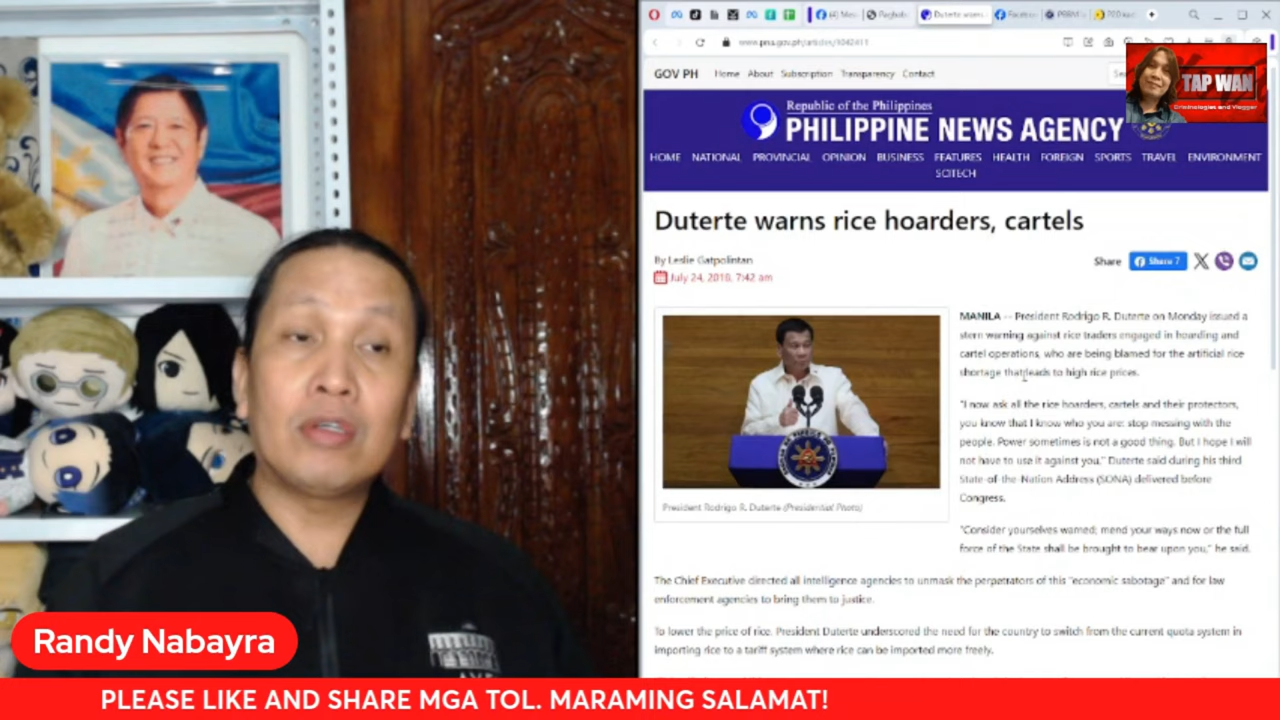 www.pna.gov.ph/articles/1042411
GOV PH
Home
About
Subscription
Transparency
Contact
TAP WAN
Criminologist and Vlogger
Republic of the Philippines
PHILIPPINE NEWS AGENCY
HOME NATIONAL PROVINCIAL OPINION BUSINESS FEATURES HEALTH FOREIGN SPORTS TRAVEL ENVIRONMENT
SCITECH
Duterte warns rice hoarders, cartels
By Leslie Gatpolintan
July 24, 2018, 7:42 am
Share
Share 7
MANILA -- President Rodrigo R. Duterte on Monday issued a
stern warning against rice traders engaged in hoarding and
cartel operations, who are being blamed for the artificial rice
shortage that leads to high rice prices.
"I now ask all the rice hoarders, cartels and their protectors,
you know that I know who you are: stop messing with the
people. Power sometimes is not a good thing. But I hope I will
not have to use it against you," Duterte said during his third
State-of-the-Nation Address (SONA) delivered before
Congress.
"Consider yourselves warned; mend your ways now or the full
force of the State shall be brought to bear upon you," he said.
President Rodrigo R. Duterte (Presidential Photo)
The Chief Executive directed all intelligence agencies to unmask the perpetrators of this "economic sabotage" and for law
enforcement agencies to bring them to justice.
To lower the price of rice, President Duterte underscored the need for the country to switch from the current quota system in
importing rice to a tariff system where rice can be imported more freely.
Randy Nabayra
PLEASE LIKE AND SHARE MGA TOL. MARAMING SALAMAT!